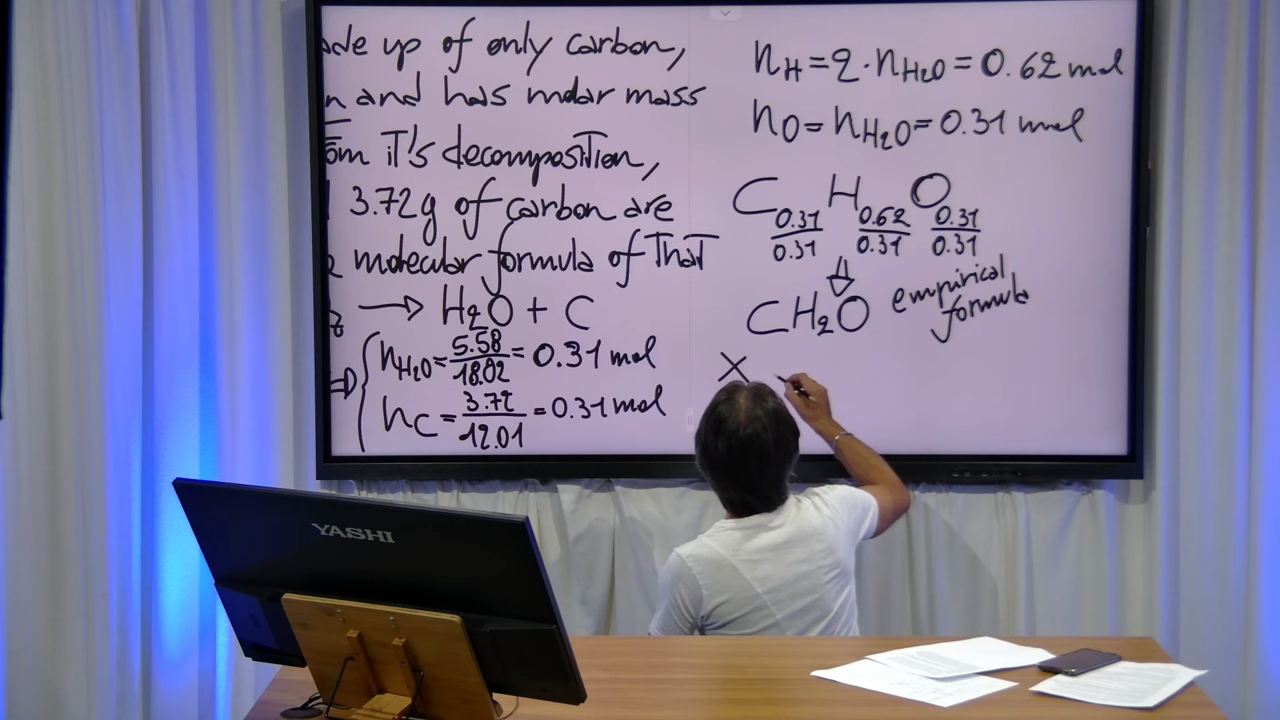 ade up of only carbon,
n and has molar mass
om it's decomposition,
3.72g of carbon are
molecular formula of that
→ H2O + C
⇒ { nH2O = 5.58/18.02 = 0.31 mol
nC = 3.72/12.01 = 0.31 mol
nH = 2 · nH2O = 0.62 mol
nO = nH2O = 0.31 mol
C 0.31/0.31 H 0.62/0.31 O 0.31/0.31
⇓
CH2O empirical
formula
X
YASHI